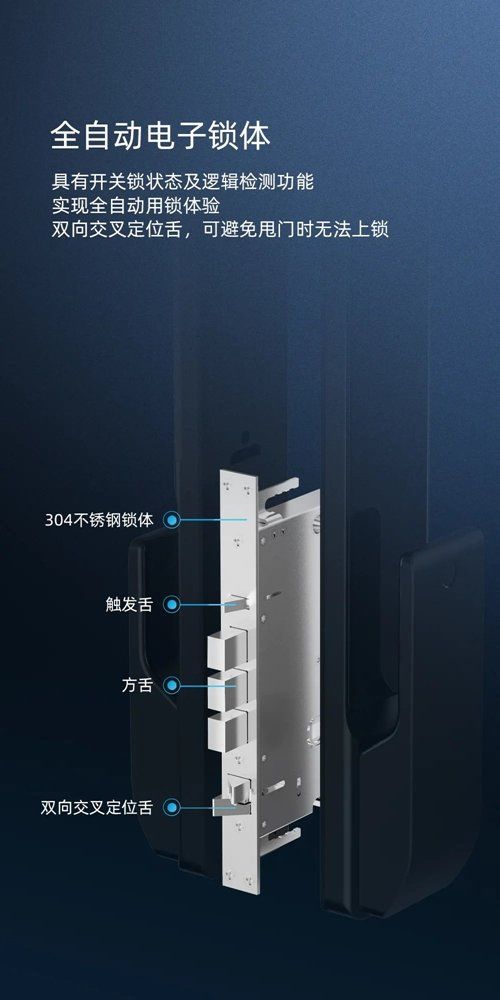 全自动电子锁体
具有开关锁状态及逻辑检测功能
实现全自动用锁体验
双向交叉定位舌，可避免甩门时无法上锁
304不锈钢锁体
触发舌
方舌
双向交叉定位舌